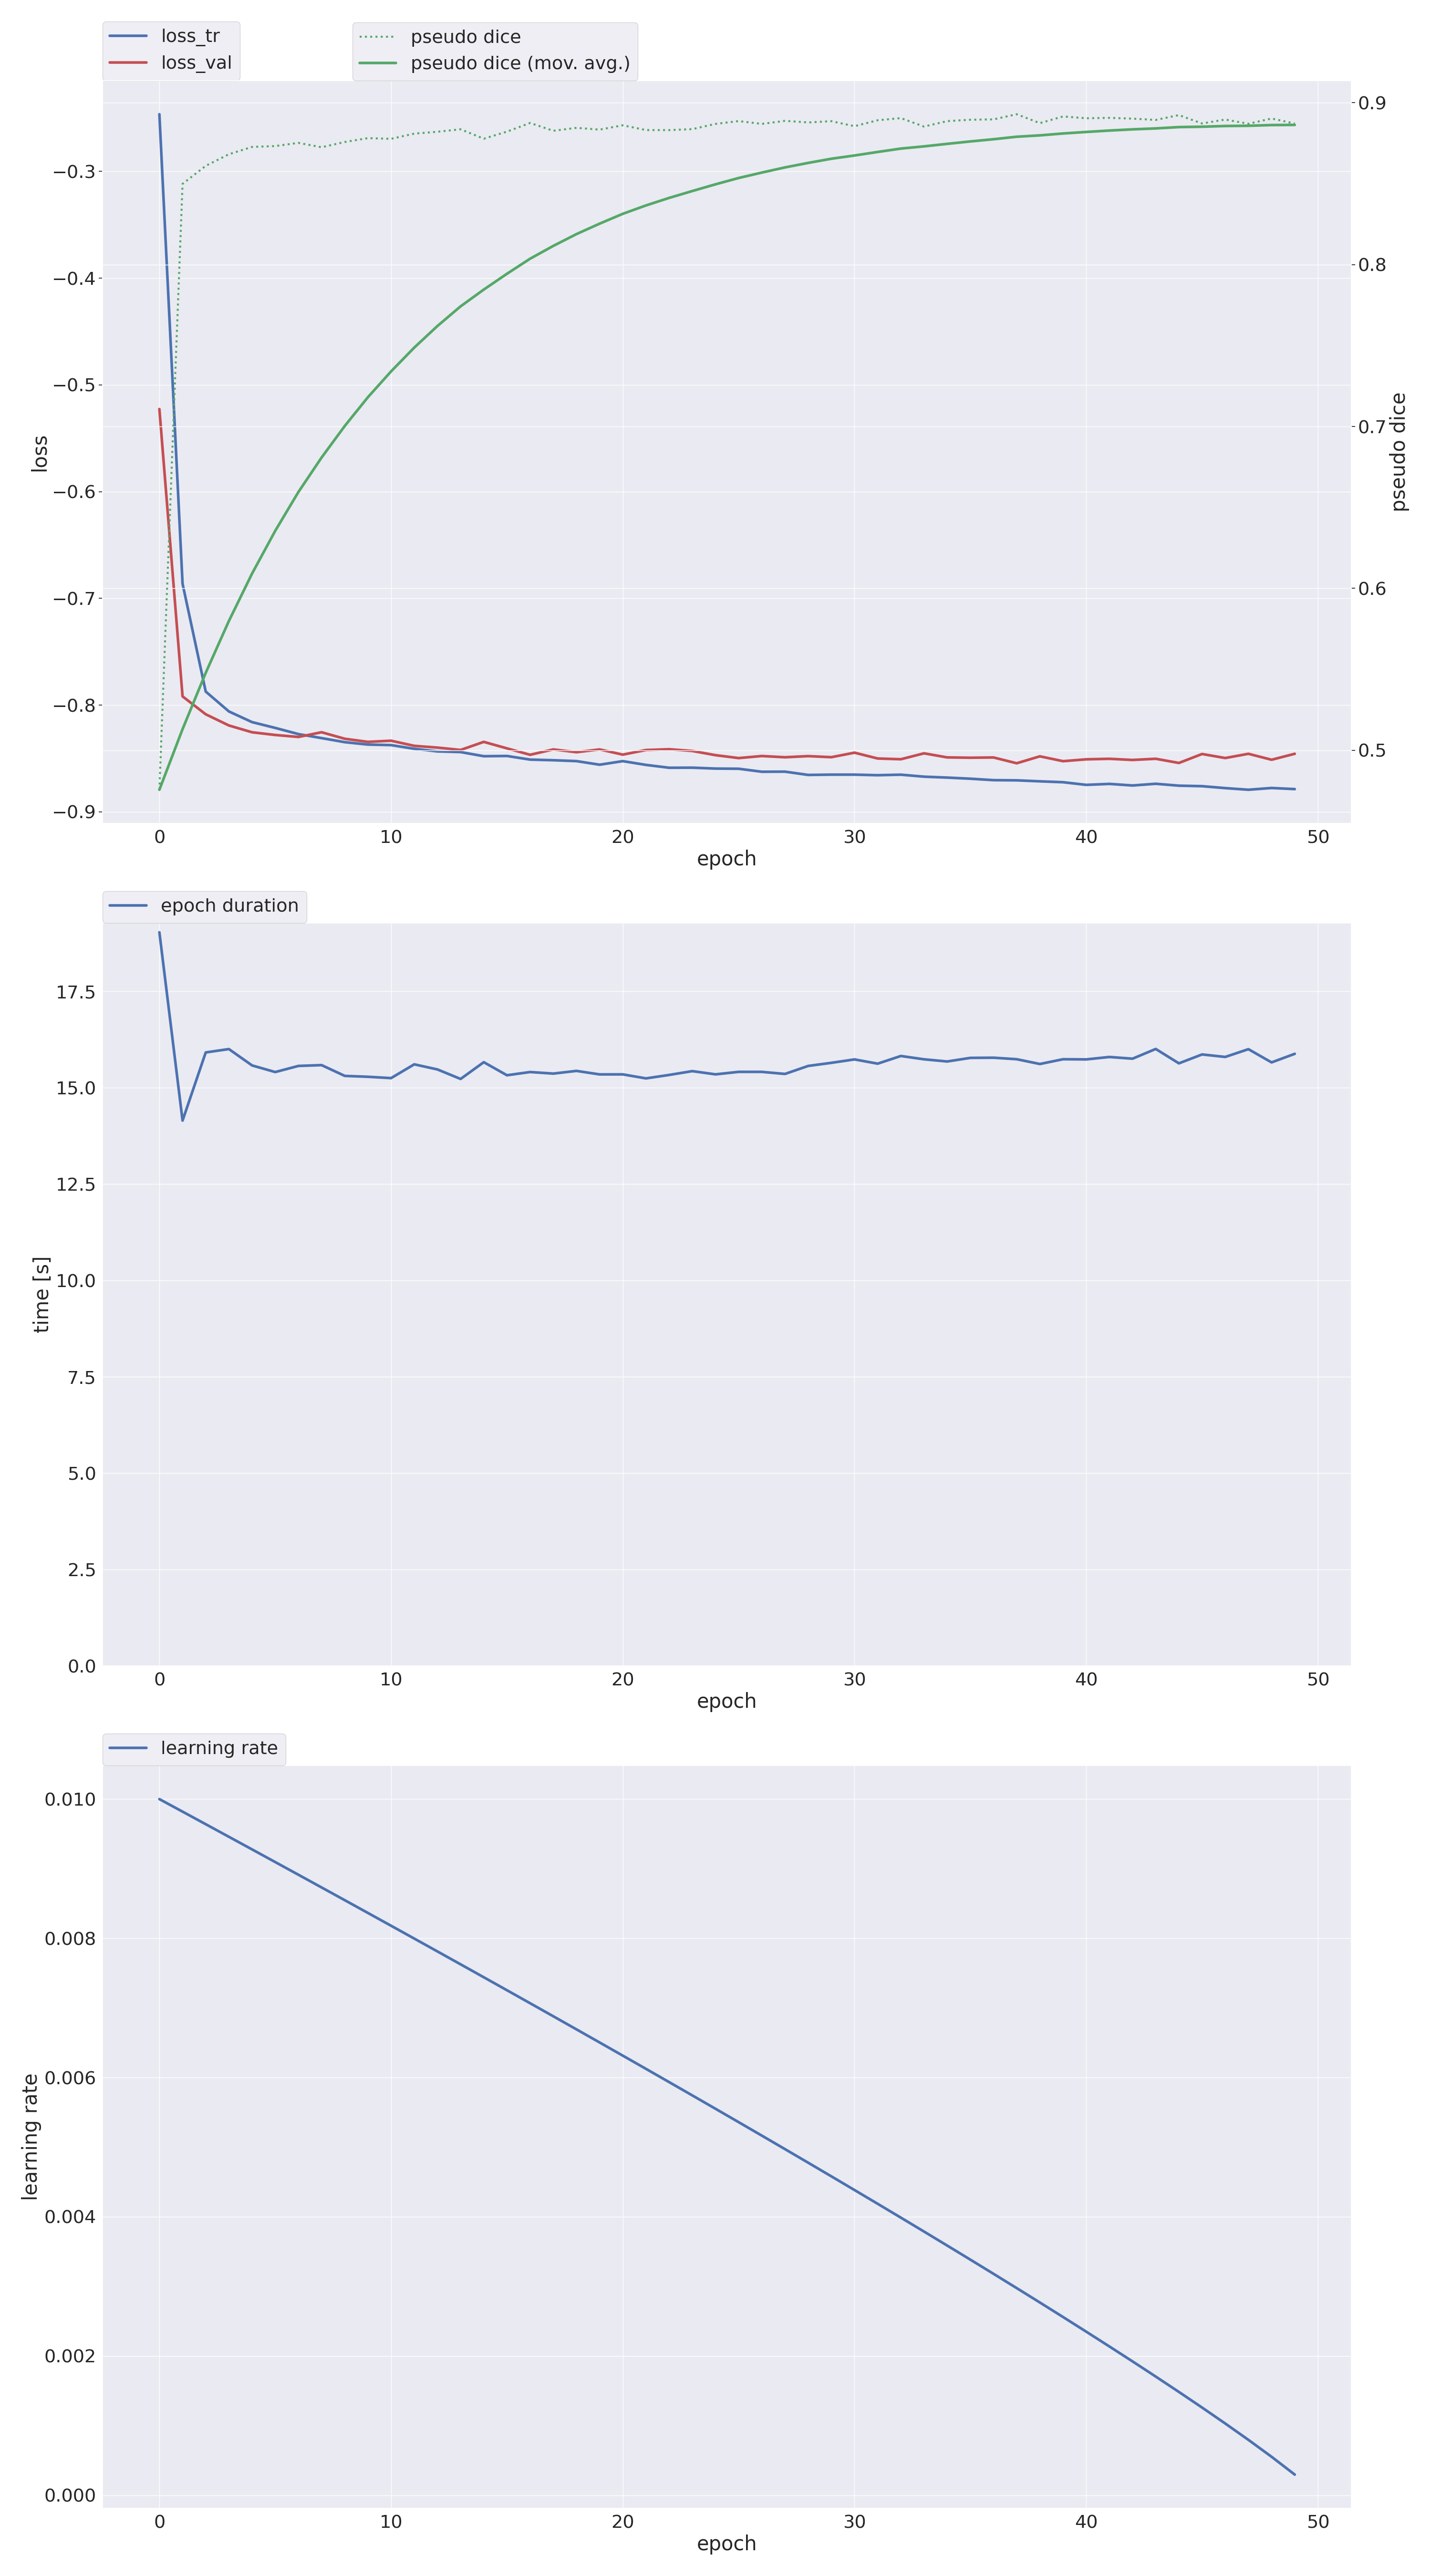 loss_tr
loss_val
pseudo dice
pseudo dice (mov. avg.)
−0.3
−0.4
−0.5
−0.6
−0.7
−0.8
−0.9
loss
0.9
0.8
0.7
0.6
0.5
pseudo dice
0 10 20 30 40 50
epoch
epoch duration
17.5
15.0
12.5
10.0
7.5
5.0
2.5
0.0
time [s]
0 10 20 30 40 50
epoch
learning rate
0.010
0.008
0.006
0.004
0.002
0.000
learning rate
0 10 20 30 40 50
epoch